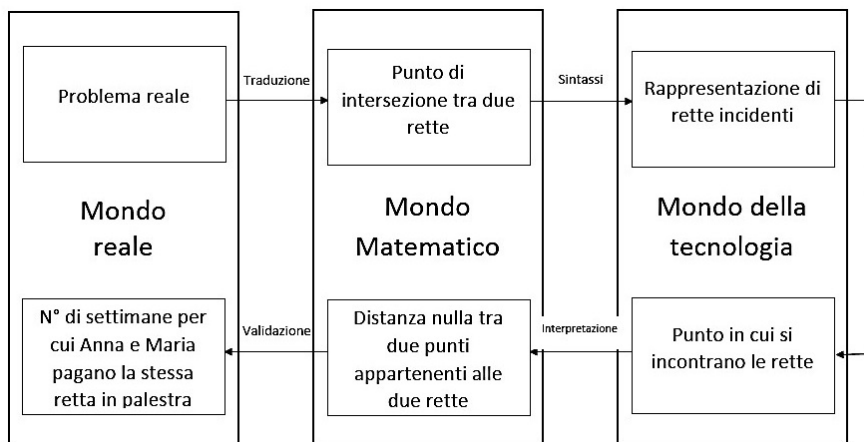 Problema reale
Traduzione
Punto di
intersezione tra due
rette
Sintassi
Rappresentazione di
rette incidenti
Mondo
reale
Mondo
Matematico
Mondo della
tecnologia
N° di settimane per
cui Anna e Maria
pagano la stessa
retta in palestra
Validazione
Distanza nulla tra
due punti
appartenenti alle
due rette
Interpretazione
Punto in cui si
incontrano le rette